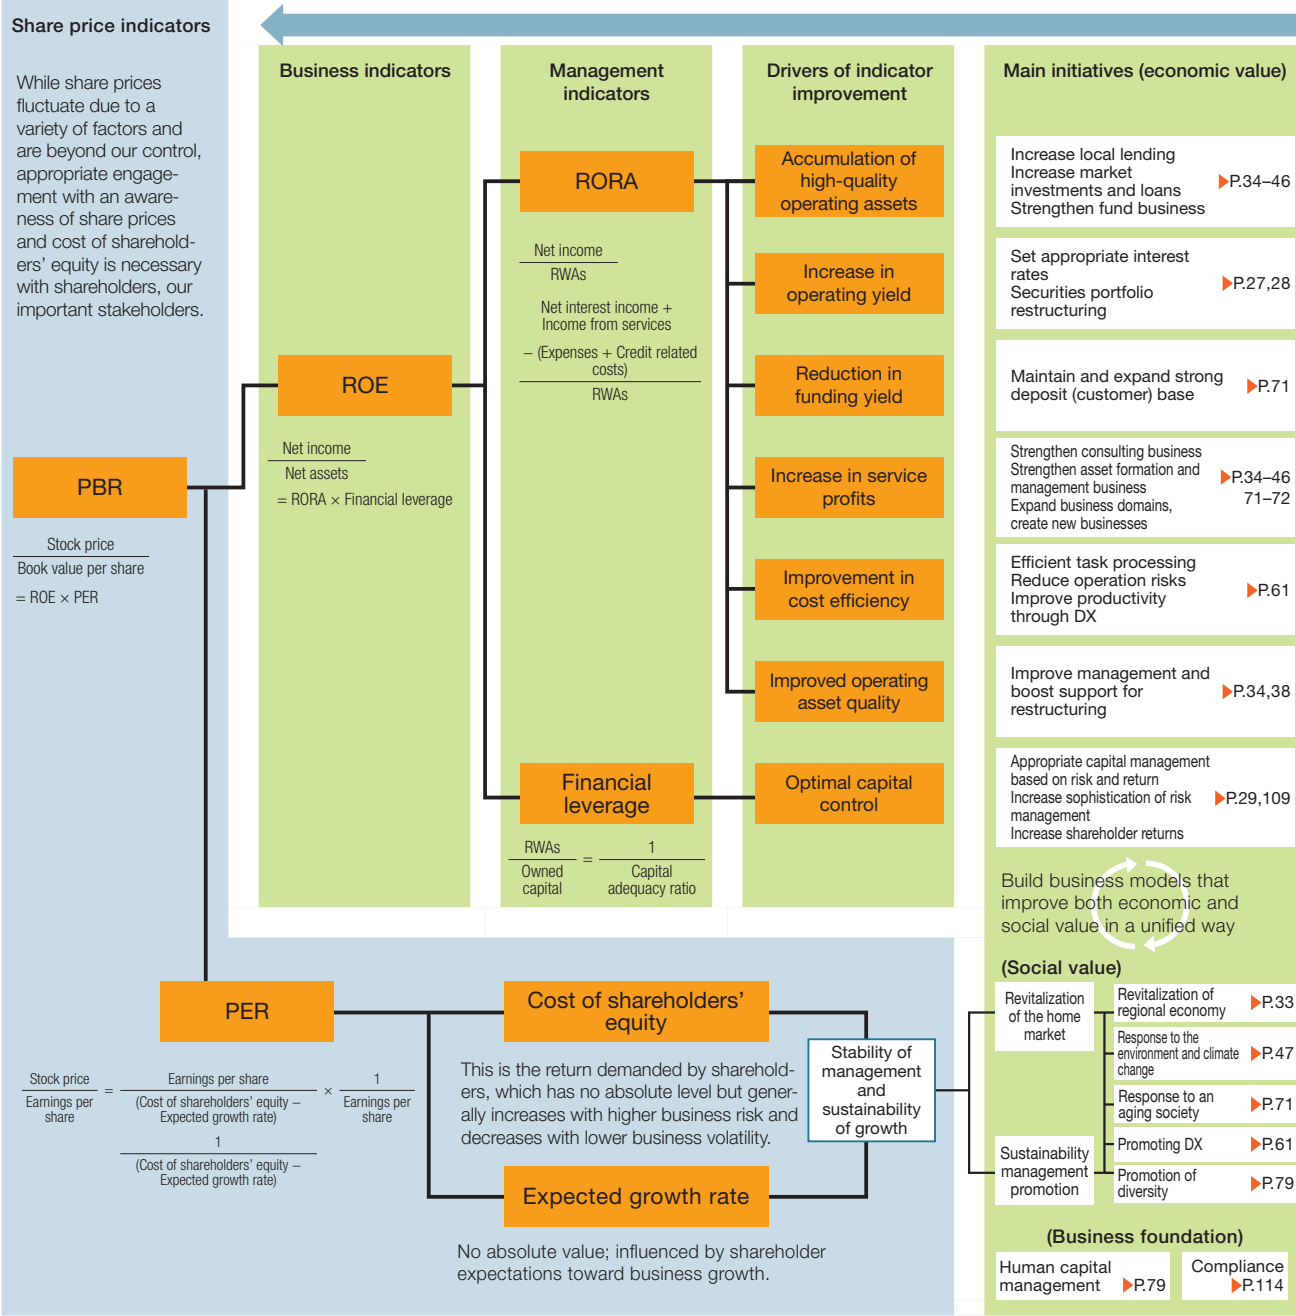 Share price indicators
While share prices
fluctuate due to a
variety of factors and
are beyond our control,
appropriate engage-
ment with an aware-
ness of share prices
and cost of sharehold-
ers’ equity is necessary
with shareholders, our
important stakeholders.
PBR
Stock price
Book value per share
= ROE × PER
Business indicators
ROE
Net income
Net assets
= RORA × Financial leverage
Management
indicators
RORA
Net income
RWAs
Net interest income +
Income from services
− (Expenses + Credit related
costs)
RWAs
Financial
leverage
RWAs
Owned
capital
=
1
Capital
adequacy ratio
Drivers of indicator
improvement
Accumulation of
high-quality
operating assets
Increase in
operating yield
Reduction in
funding yield
Increase in service
profits
Improvement in
cost efficiency
Improved operating
asset quality
Optimal capital
control
Main initiatives (economic value)
Increase local lending
Increase market
investments and loans
Strengthen fund business
▶P.34–46
Set appropriate interest
rates
Securities portfolio
restructuring
▶P.27,28
Maintain and expand strong
deposit (customer) base
▶P.71
Strengthen consulting business
Strengthen asset formation and
management business
Expand business domains,
create new businesses
▶P.34–46
71–72
Efficient task processing
Reduce operation risks
Improve productivity
through DX
▶P.61
Improve management and
boost support for
restructuring
▶P.34,38
Appropriate capital management
based on risk and return
Increase sophistication of risk
management
Increase shareholder returns
▶P.29,109
Build business models that
improve both economic and
social value in a unified way
PER
Stock price
Earnings per
share
=
Earnings per share
(Cost of shareholders’ equity −
Expected growth rate)
×
1
Earnings per
share
1
(Cost of shareholders’ equity −
Expected growth rate)
Cost of shareholders’
equity
This is the return demanded by sharehold-
ers, which has no absolute level but gener-
ally increases with higher business risk and
decreases with lower business volatility.
Expected growth rate
No absolute value; influenced by shareholder
expectations toward business growth.
Stability of
management
and
sustainability
of growth
(Social value)
Revitalization
of the home
market
Sustainability
management
promotion
Revitalization of
regional economy
▶P.33
Response to the
environment and climate
change
▶P.47
Response to an
aging society
▶P.71
Promoting DX
▶P.61
Promotion of
diversity
▶P.79
(Business foundation)
Human capital
management ▶P.79
Compliance
▶P.114